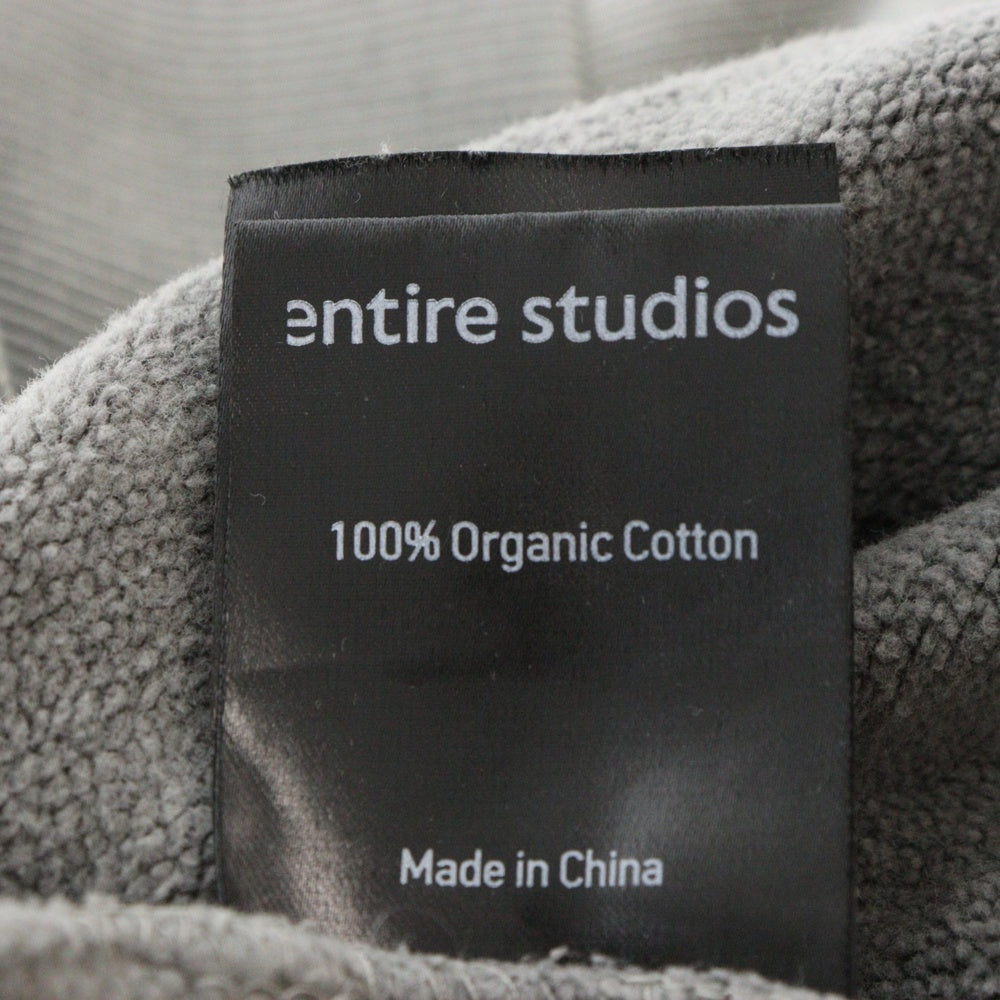 entire studios
100% Organic Cotton
Made in China